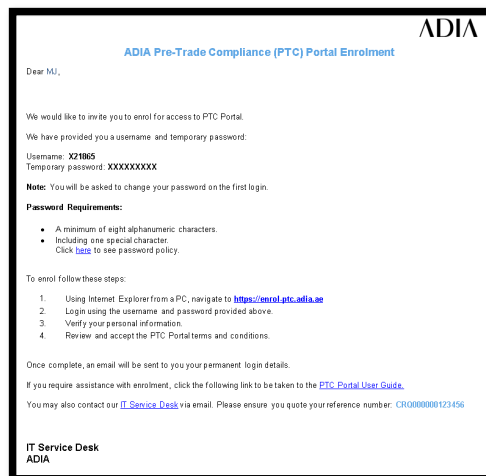 ADIA
ADIA Pre-Trade Compliance (PTC) Portal Enrolment
Dear MJ,
We would like to invite you to enrol for access to PTC Portal.
We have provided you a username and temporary password:
Username: X21865
Temporary password: XXXXXXXXX
Note: You will be asked to change your password on the first login.
Password Requirements:
• A minimum of eight alphanumeric characters.
• Including one special character.
Click here to see password policy.
To enrol follow these steps:
1. Using Internet Explorer from a PC, navigate to https://enrol.ptc.adia.ae
2. Login using the username and password provided above.
3. Verify your personal information.
4. Review and accept the PTC Portal terms and conditions.
Once complete, an email will be sent to you your permanent login details.
If you require assistance with enrolment, click the following link to be taken to the PTC Portal User Guide.
You may also contact our IT Service Desk via email. Please ensure you quote your reference number: CRQ000000123456
IT Service Desk
ADIA